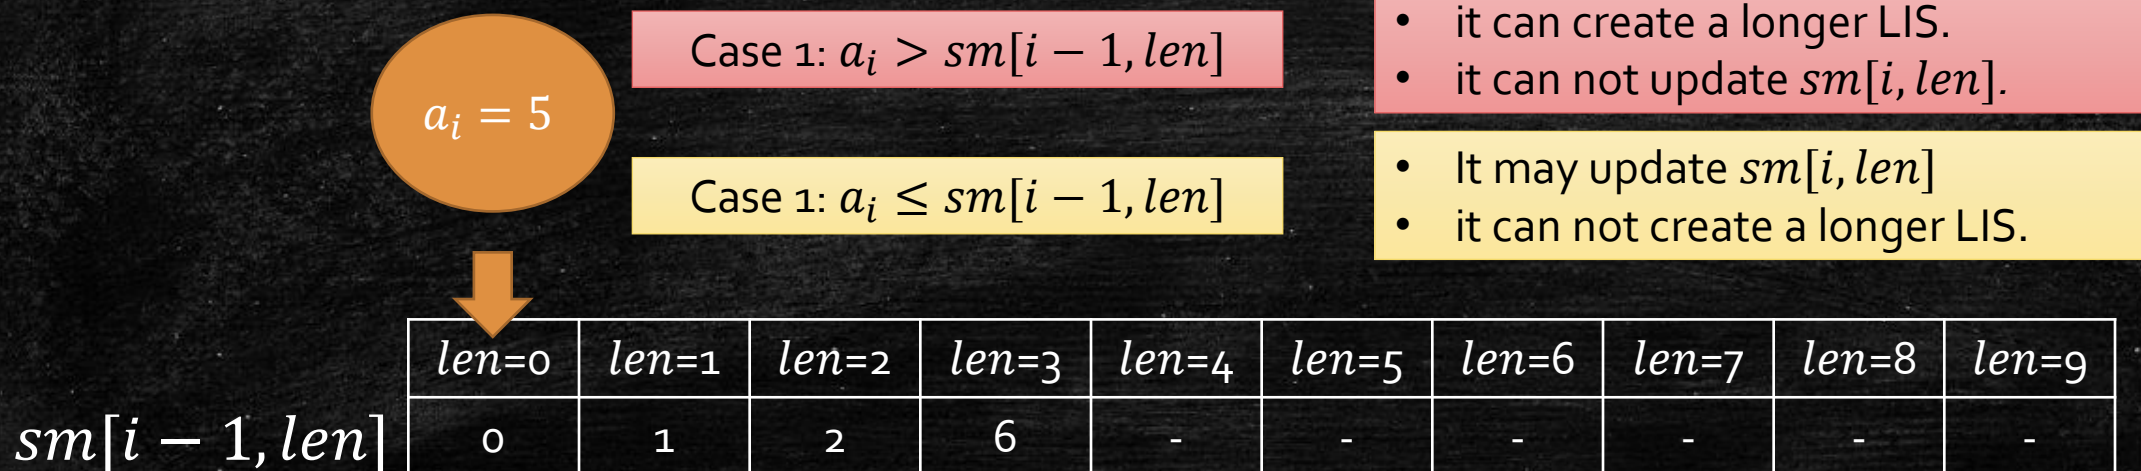 a_i = 5
Case 1: a_i > sm[i − 1, len]
• it can create a longer LIS.
• it can not update sm[i, len].
Case 1: a_i ≤ sm[i − 1, len]
• It may update sm[i, len]
• it can not create a longer LIS.
len=0 len=1 len=2 len=3 len=4 len=5 len=6 len=7 len=8 len=9
sm[i − 1, len] 0 1 2 6 - - - - - -